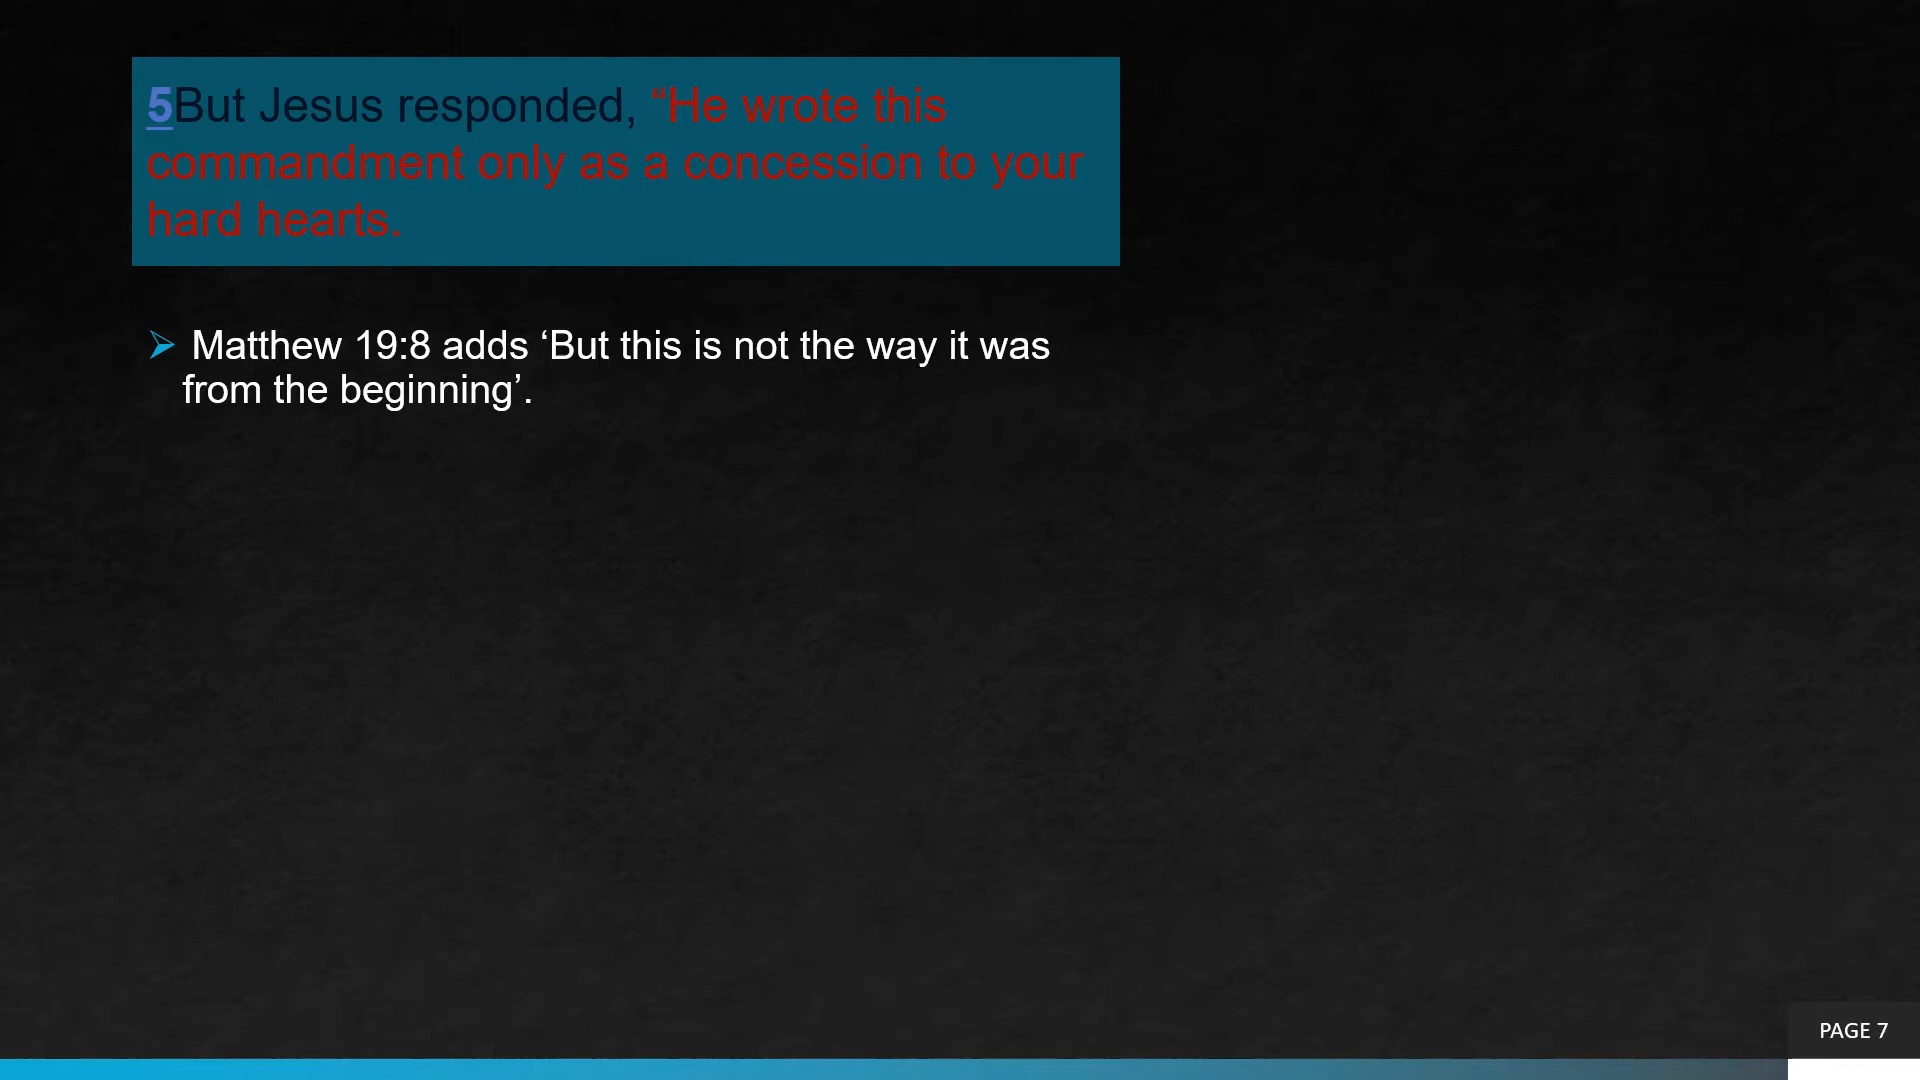 5But Jesus responded, “He wrote this
commandment only as a concession to your
hard hearts.
Matthew 19:8 adds ‘But this is not the way it was
from the beginning’.
PAGE 7